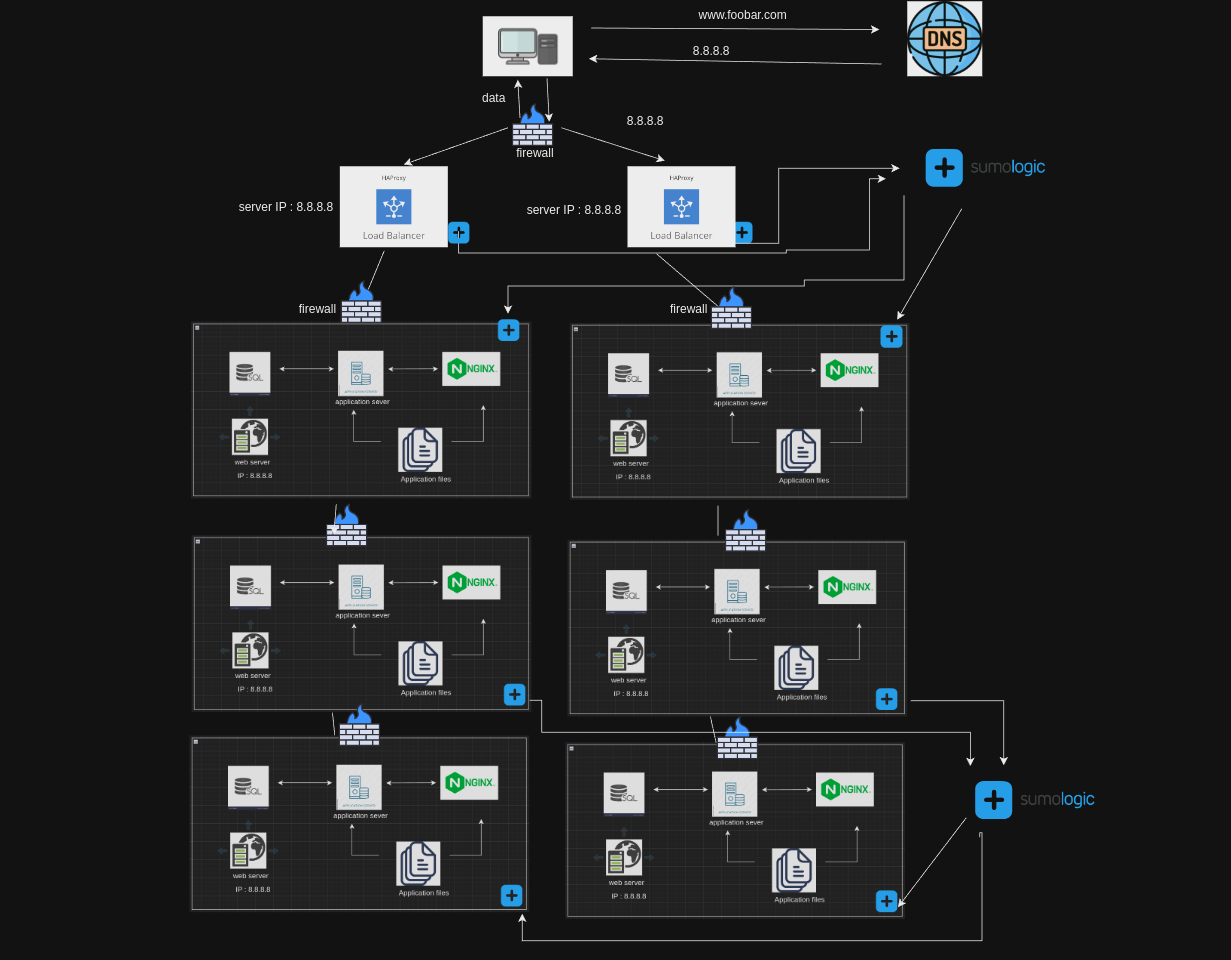 www.foobar.com
DNS
8.8.8.8
data
8.8.8.8
firewall
sumologic
HAProxy
Load Balancer
server IP : 8.8.8.8
HAProxy
Load Balancer
server IP : 8.8.8.8
firewall
firewall
SQL
application sever
NGINX
web server
IP : 8.8.8.8
Application files
SQL
application sever
NGINX
web server
IP : 8.8.8.8
Application files
SQL
application sever
NGINX
web server
IP : 8.8.8.8
Application files
SQL
application sever
NGINX
web server
IP : 8.8.8.8
Application files
SQL
application sever
NGINX
web server
IP : 8.8.8.8
Application files
SQL
application sever
NGINX
web server
IP : 8.8.8.8
Application files
sumologic